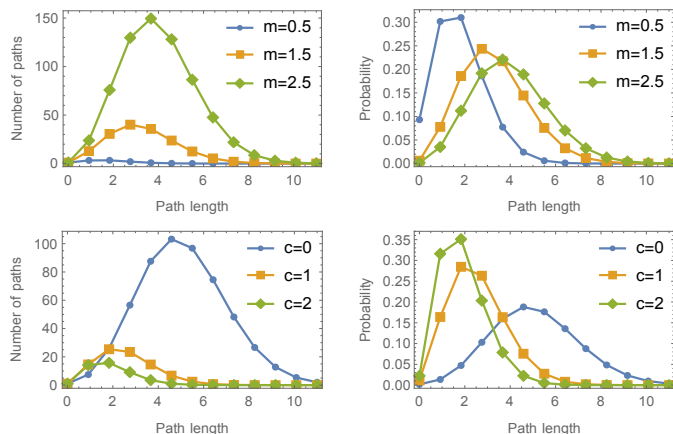 150
100
50
0
Number of paths
m=0.5
m=1.5
m=2.5
0 2 4 6 8 10
Path length
0.30
0.25
0.20
0.15
0.10
0.05
0.00
Probability
m=0.5
m=1.5
m=2.5
0 2 4 6 8 10
Path length
100
80
60
40
20
0
Number of paths
c=0
c=1
c=2
0 2 4 6 8 10
Path length
0.35
0.30
0.25
0.20
0.15
0.10
0.05
0.00
Probability
c=0
c=1
c=2
0 2 4 6 8 10
Path length